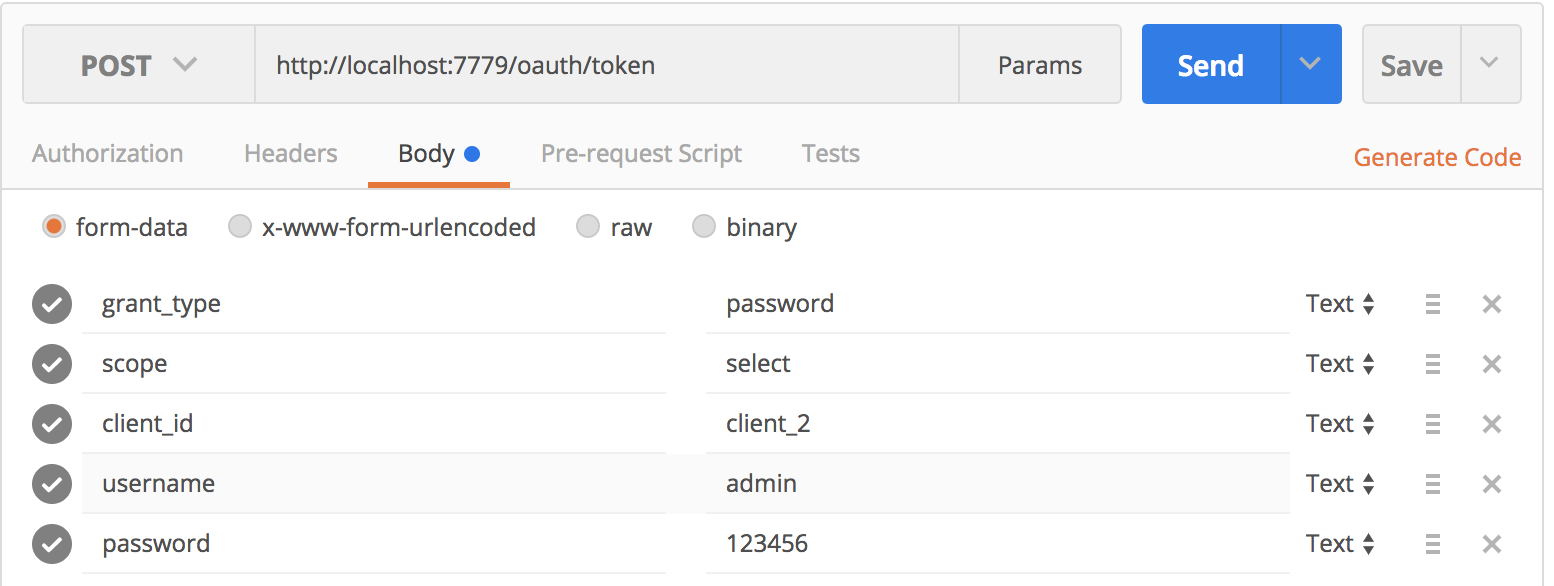 POST http://localhost:7779/oauth/token Params Send Save
Authorization Headers Body Pre-request Script Tests Generate Code
form-data x-www-form-urlencoded raw binary
grant_type password Text
scope select Text
client_id client_2 Text
username admin Text
password 123456 Text